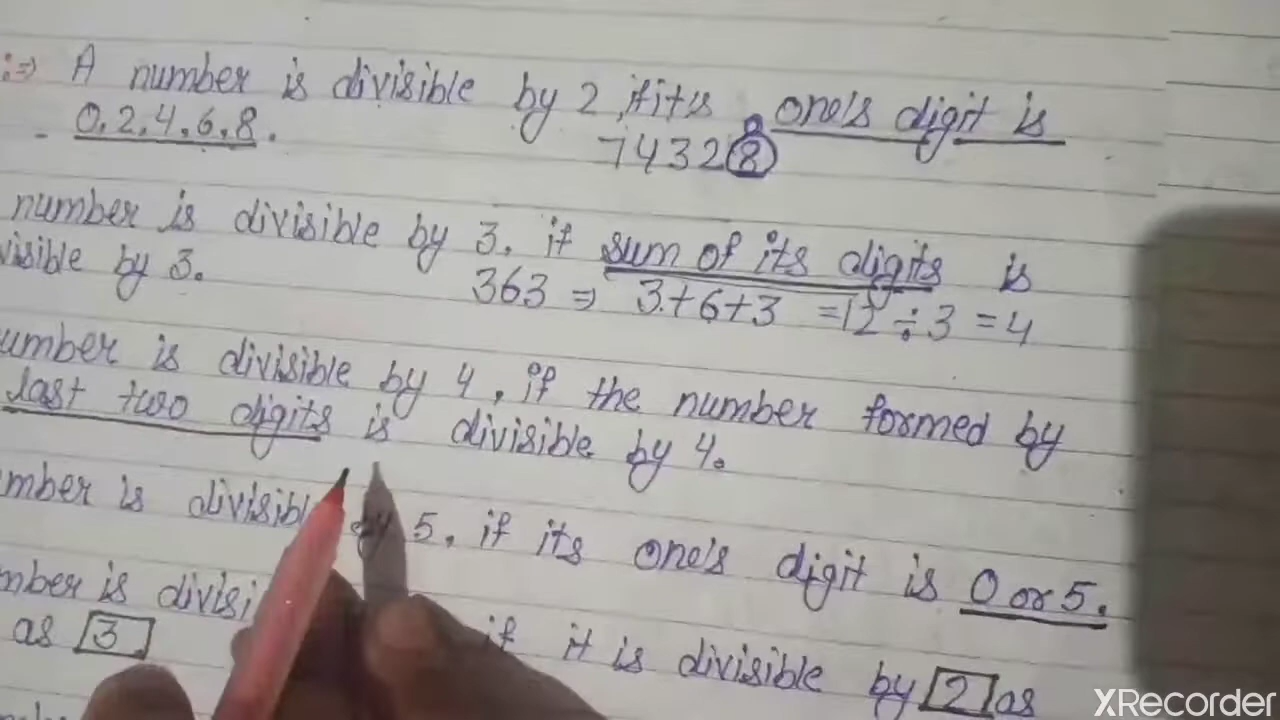 :⇒ A number is divisible by 2, if its one's digit is
0, 2, 4, 6, 8.
7432 8
number is divisible by 3, if sum of its digits is
visible by 3.
363 ⇒ 3+6+3 = 12 ÷ 3 = 4
umber is divisible by 4, if the number formed by
last two digits is divisible by 4.
mber is divisible by 5, if its one's digit is 0 or 5.
mber is divisi if it is divisible by 2 as
as 3.
XRecorder